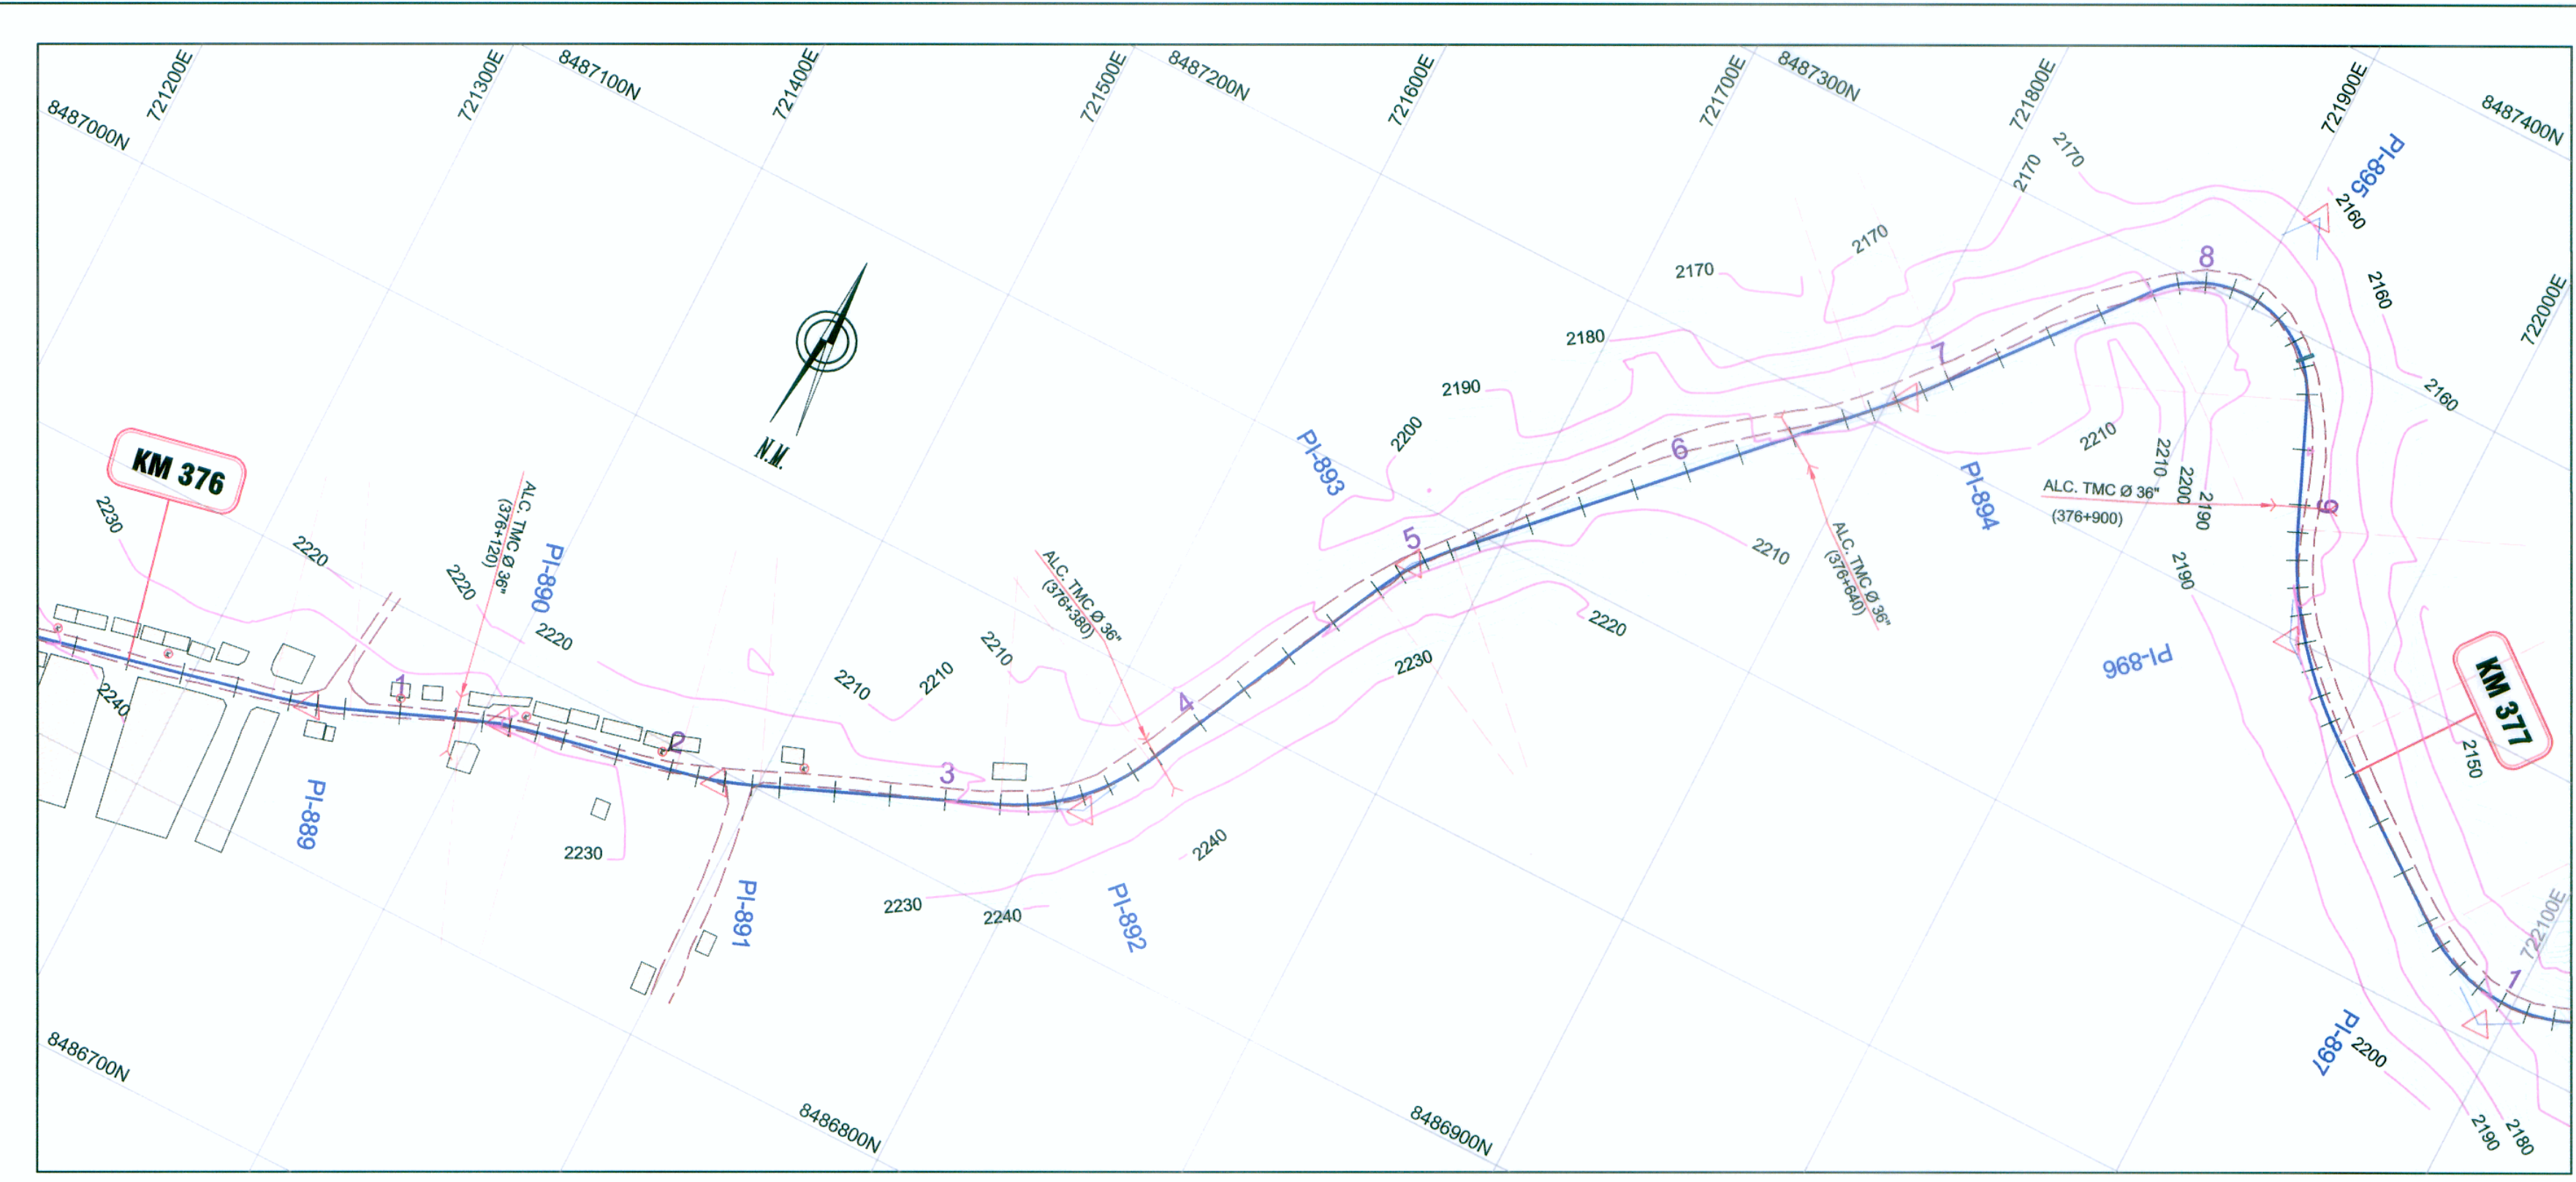 721200E
721300E
8487100N
721400E
721500E
8487200N
721600E
721700E
8487300N
721800E
721900E
8487400N
8487000N
722000E
722100E
8486700N
8486800N
8486900N
KM 376
N.M.
2230
2220
2240
1
2220
ALC. TMC Ø 36"
(376+120)
PI-890
2220
PI-889
2
2230
PI-891
2210
2210
3
2230
2240
2210
ALC. TMC Ø 36"
(376+380)
4
PI-892
2240
PI-893
2200
2190
5
2230
2220
2210
2180
2170
2170
6
7
ALC. TMC Ø 36"
(376+640)
PI-894
2170
2170
8
PI-895
2160
2160
2160
2210
2210
2200
2190
ALC. TMC Ø 36"
(376+900)
9
2190
PI-896
KM 377
2150
1
PI-897
2200
2190
2180